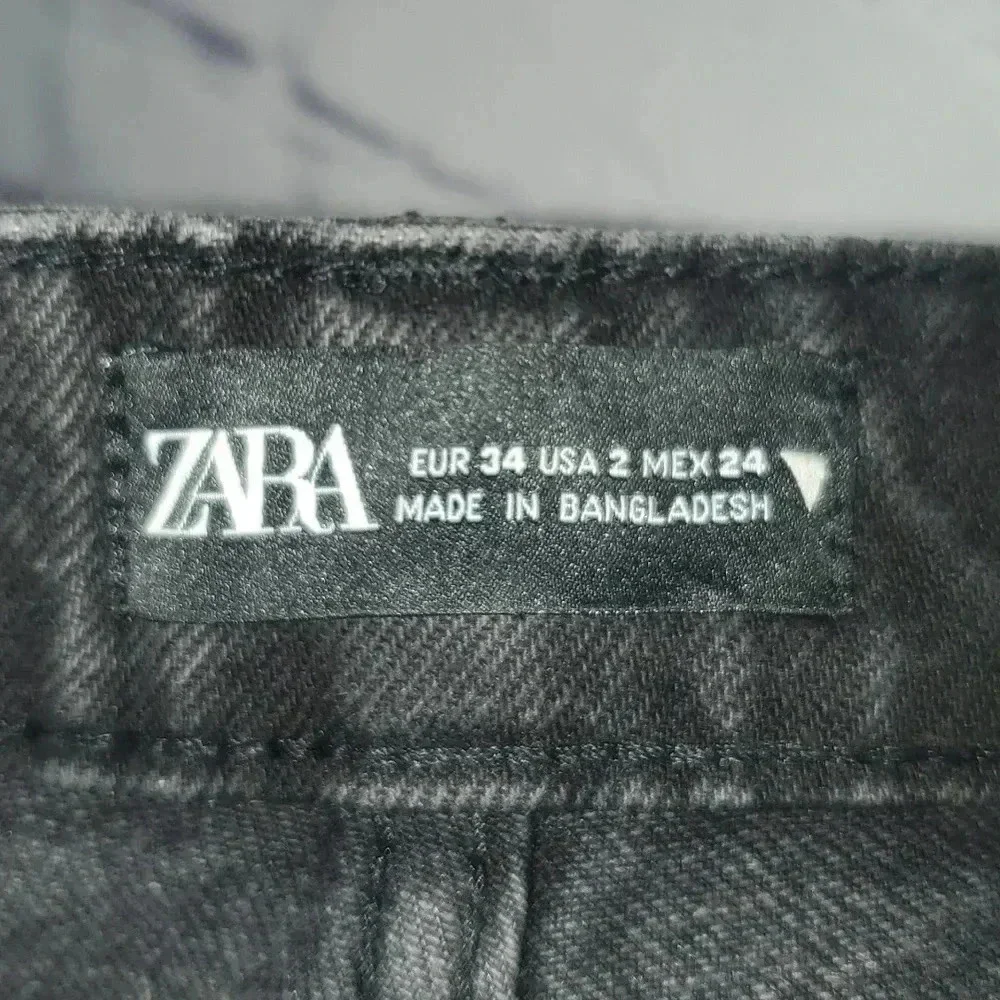 ZARA
EUR 34 USA 2 MEX 24
MADE IN BANGLADESH